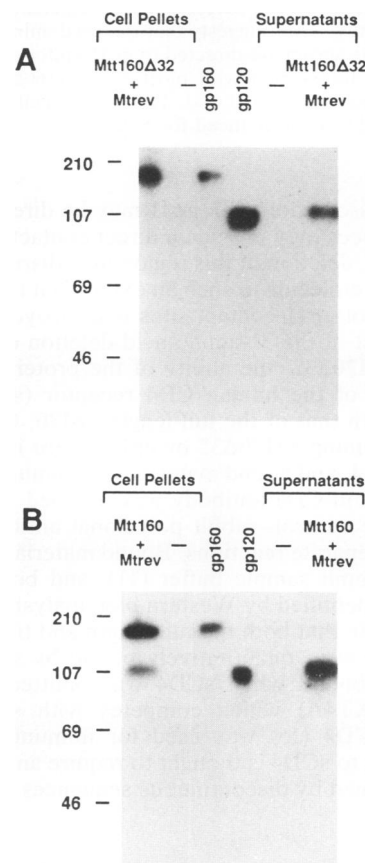 Cell Pellets
Supernatants
A
Mtt160Δ32
+
Mtrev
—
gp160
gp120
—
Mtt160Δ32
+
Mtrev
210 —
107 —
69 —
46 —
Cell Pellets
Supernatants
B
Mtt160
+
Mtrev
—
gp160
gp120
—
Mtt160
+
Mtrev
210 —
107 —
69 —
46 —